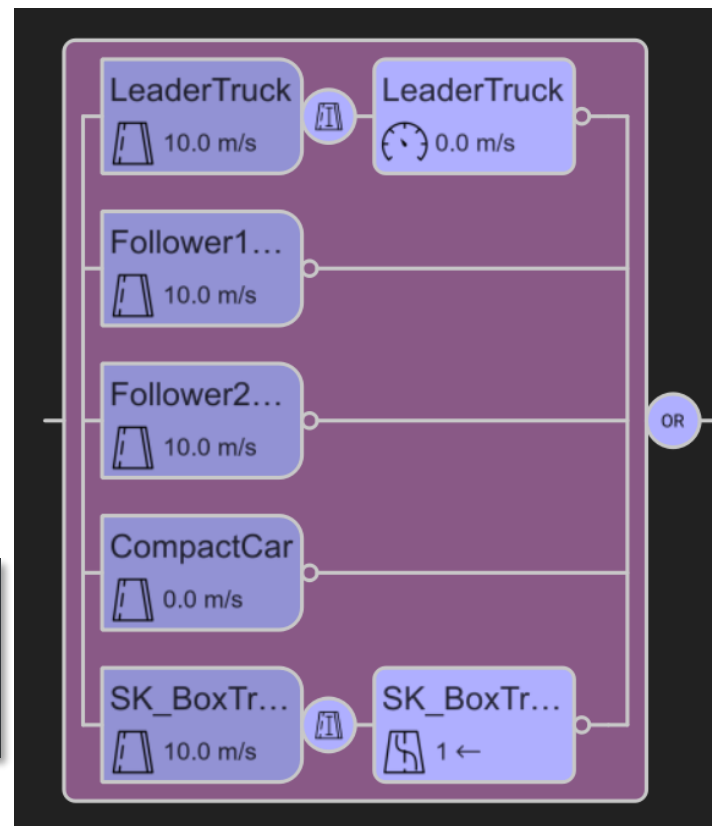 LeaderTruck
10.0 m/s
LeaderTruck
0.0 m/s
Follower1...
10.0 m/s
Follower2...
10.0 m/s
OR
CompactCar
0.0 m/s
SK_BoxTr...
10.0 m/s
SK_BoxTr...
1 ←